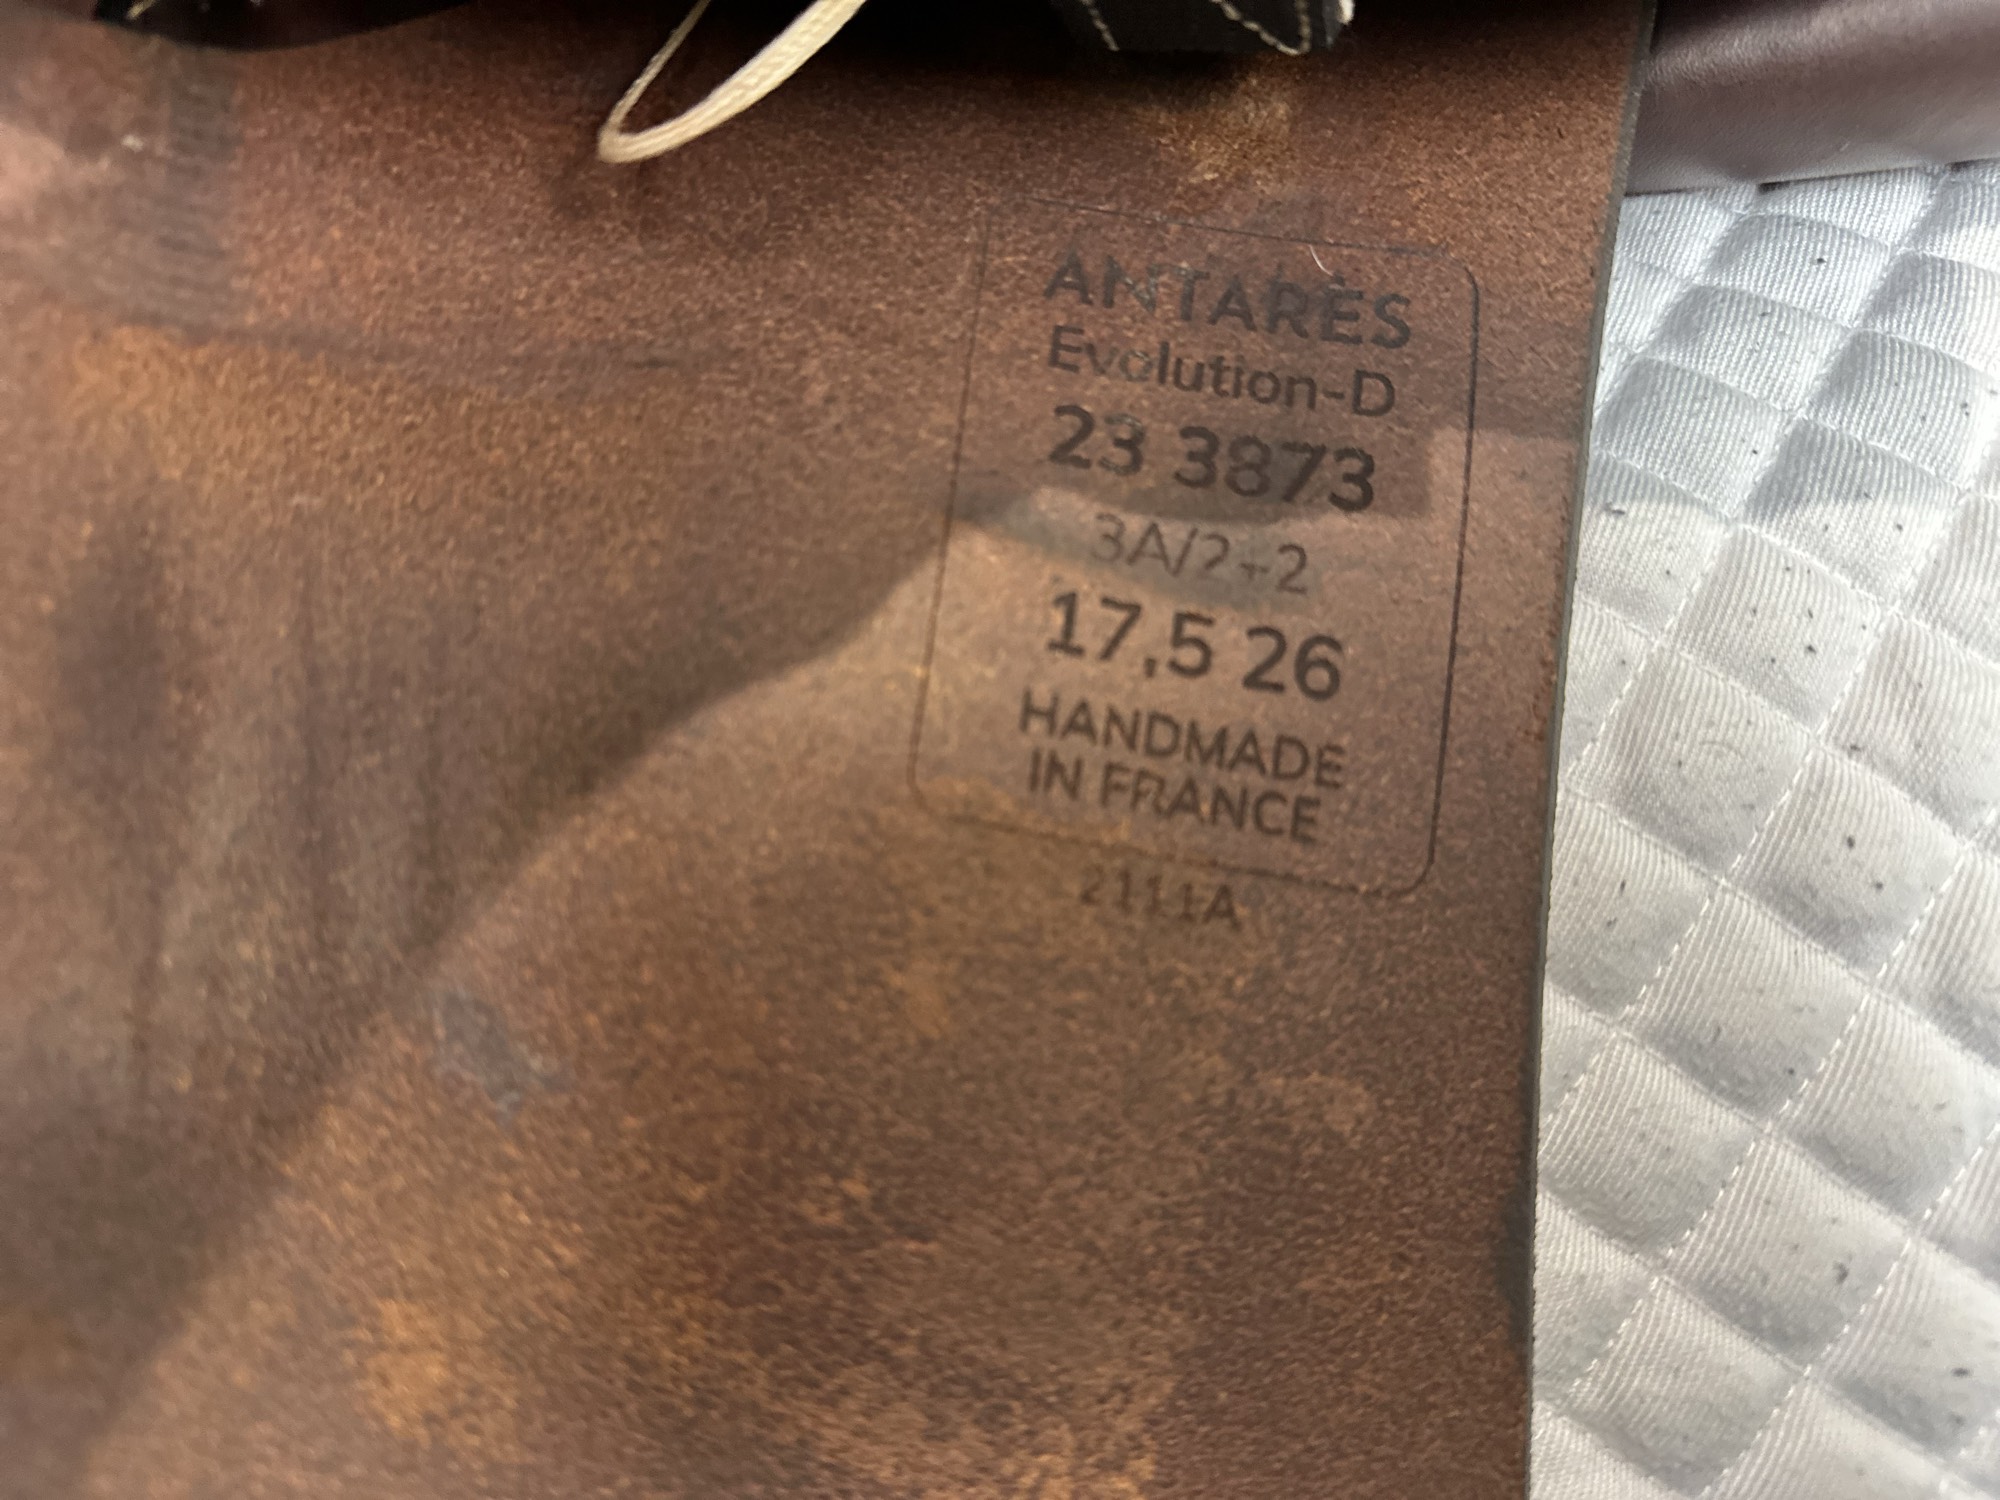 ANTARÈS
Evolution-D
23 3873
3A/2+2
17,5 26
HANDMADE
IN FRANCE
2111A